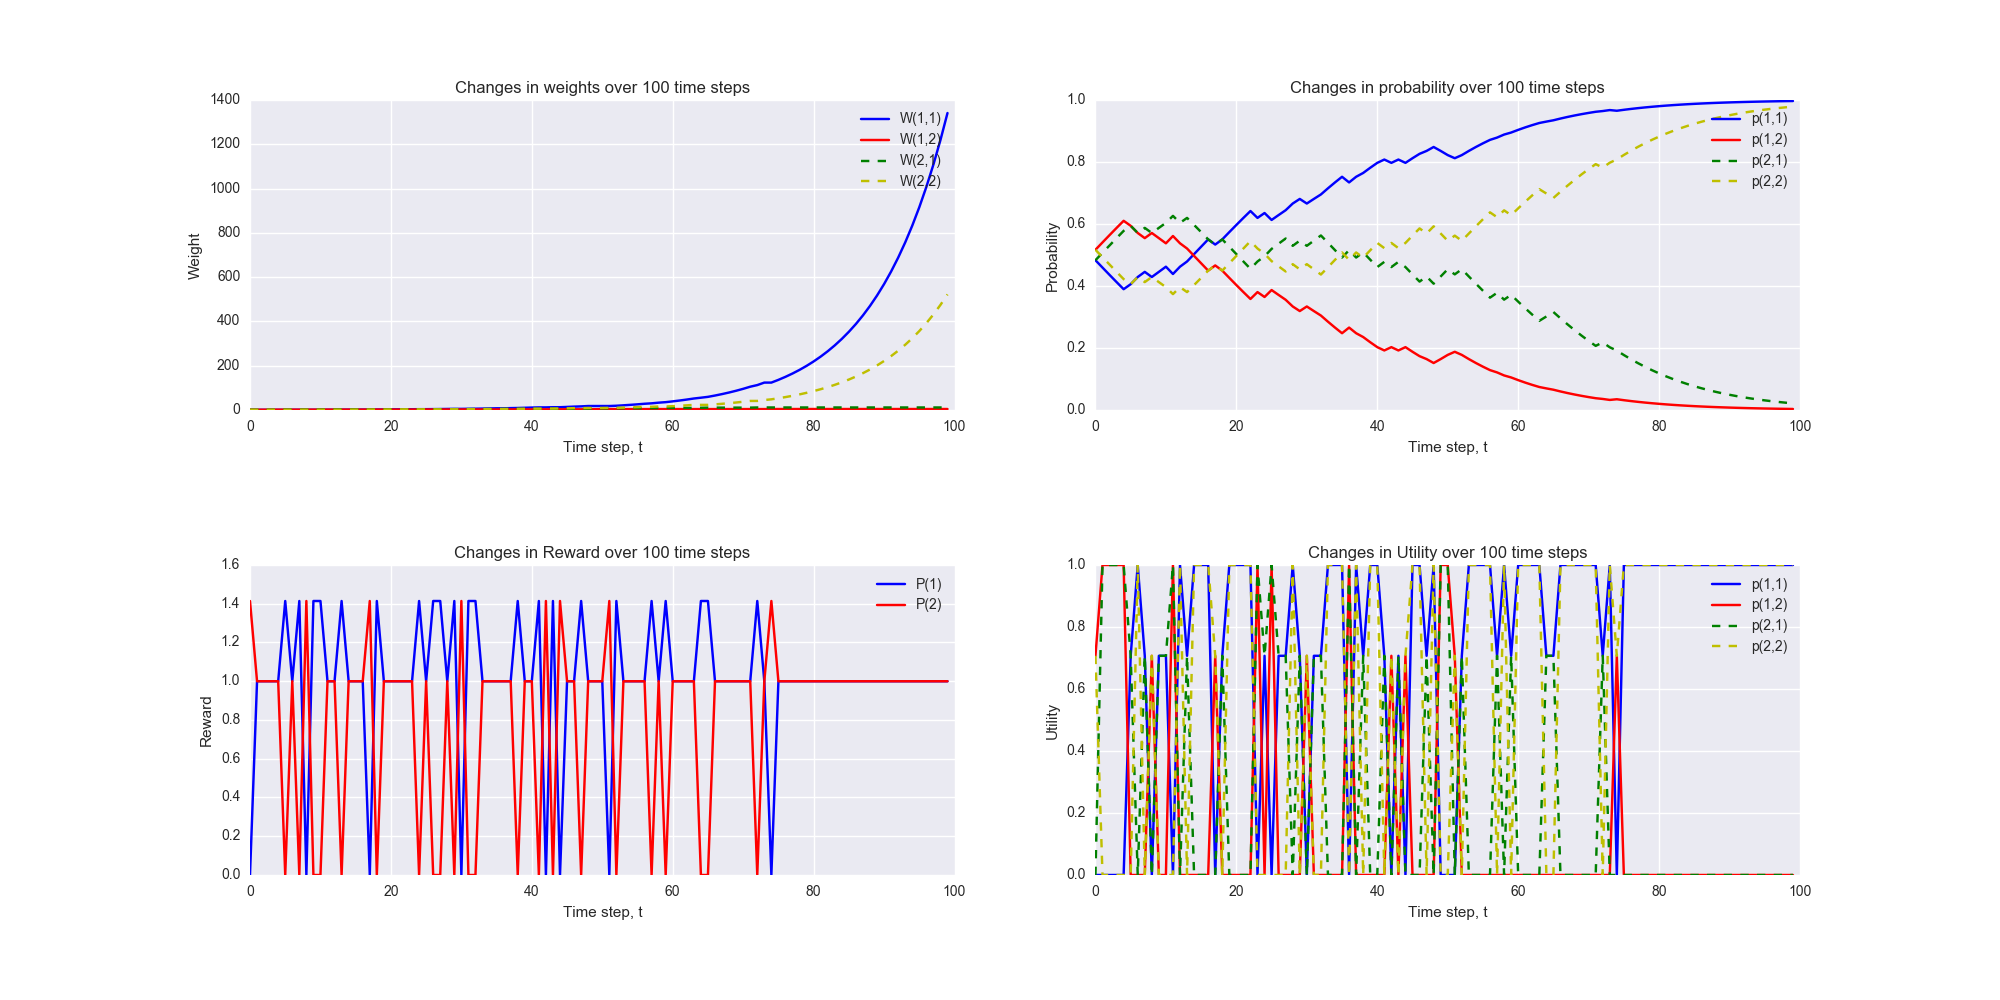 Changes in weights over 100 time steps
1400
1200
1000
800
600
400
200
0
Weight
W(1,1)
W(1,2)
W(2,1)
W(2,2)
0 20 40 60 80 100
Time step, t
Changes in probability over 100 time steps
1.0
0.8
0.6
0.4
0.2
0.0
Probability
p(1,1)
p(1,2)
p(2,1)
p(2,2)
0 20 40 60 80 100
Time step, t
Changes in Reward over 100 time steps
1.6
1.4
1.2
1.0
0.8
0.6
0.4
0.2
0.0
Reward
P(1)
P(2)
0 20 40 60 80 100
Time step, t
Changes in Utility over 100 time steps
1.0
0.8
0.6
0.4
0.2
0.0
Utility
p(1,1)
p(1,2)
p(2,1)
p(2,2)
0 20 40 60 80 100
Time step, t